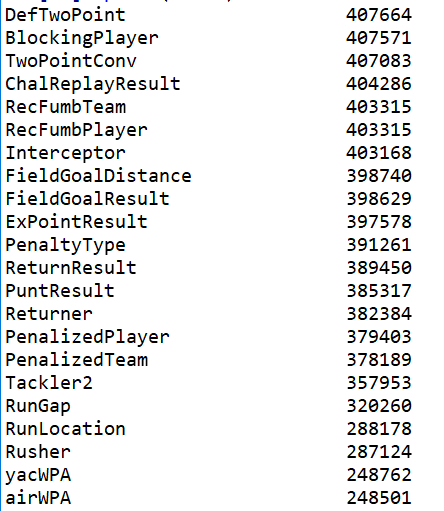 DefTwoPoint 407664
BlockingPlayer 407571
TwoPointConv 407083
ChalReplayResult 404286
RecFumbTeam 403315
RecFumbPlayer 403315
Interceptor 403168
FieldGoalDistance 398740
FieldGoalResult 398629
ExPointResult 397578
PenaltyType 391261
ReturnResult 389450
PuntResult 385317
Returner 382384
PenalizedPlayer 379403
PenalizedTeam 378189
Tackler2 357953
RunGap 320260
RunLocation 288178
Rusher 287124
yacWPA 248762
airWPA 248501